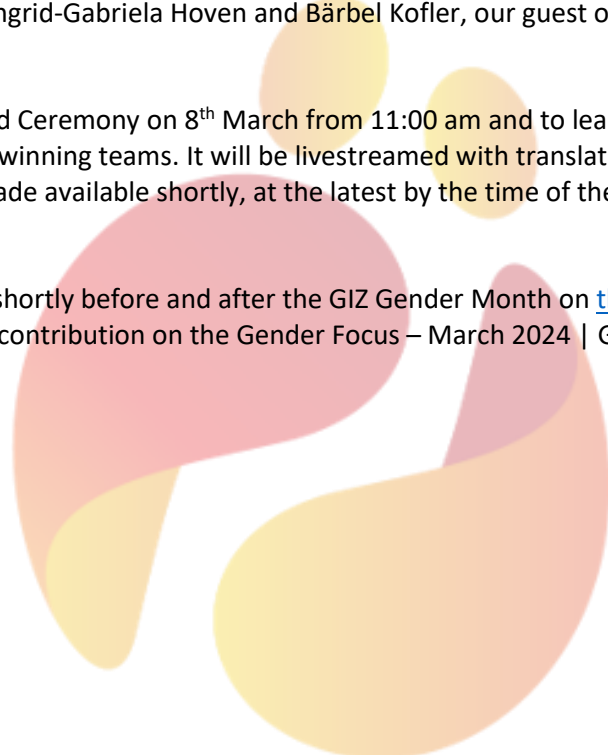 ngrid-Gabriela Hoven and Bärbel Kofler, our guest o
d Ceremony on 8th March from 11:00 am and to lea
winning teams. It will be livestreamed with translat
ade available shortly, at the latest by the time of the
shortly before and after the GIZ Gender Month on t
contribution on the Gender Focus – March 2024 | G